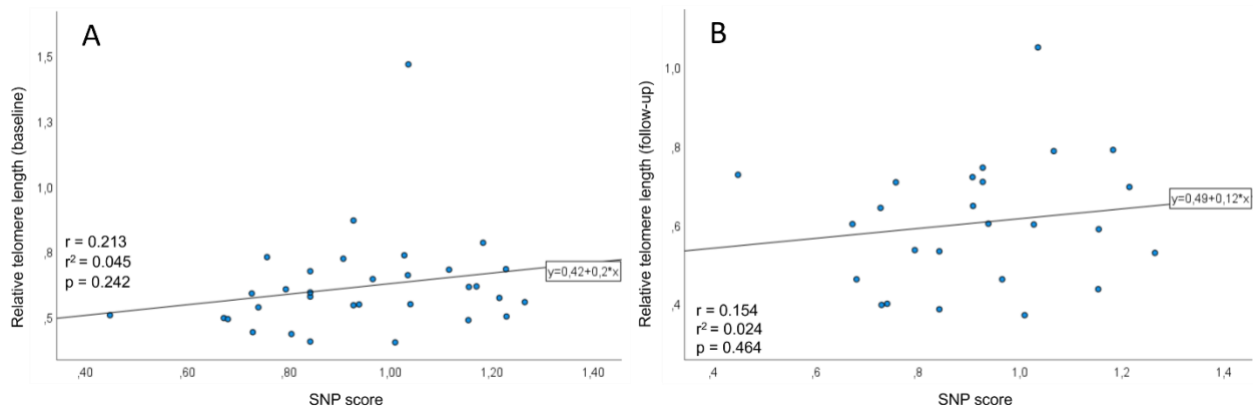 A
Relative telomere length (baseline)
1,5
1,3
1,0
,8
,5
r = 0.213
r² = 0.045
p = 0.242
y=0,42+0,2*x
,40
,60
,80
1,00
1,20
1,40
SNP score
B
Relative telomere length (follow-up)
1,0
,8
,6
,4
y=0,49+0,12*x
r = 0.154
r² = 0.024
p = 0.464
,4
,6
,8
1,0
1,2
1,4
SNP score